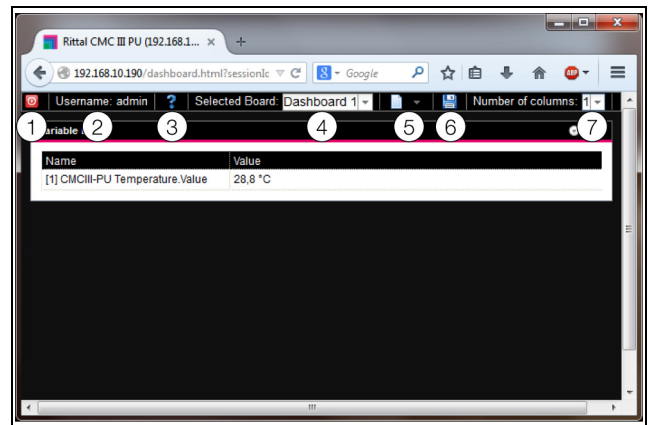 Rittal CMC III PU (192.168.1... × +
192.168.10.190/dashboard.html?sessionIc
Google
ABP
Username: admin ? Selected Board: Dashboard 1 Number of columns: 1
1 2 3 4 5 6 7
ariable
Name Value
[1] CMCIII-PU Temperature.Value 28,8 °C